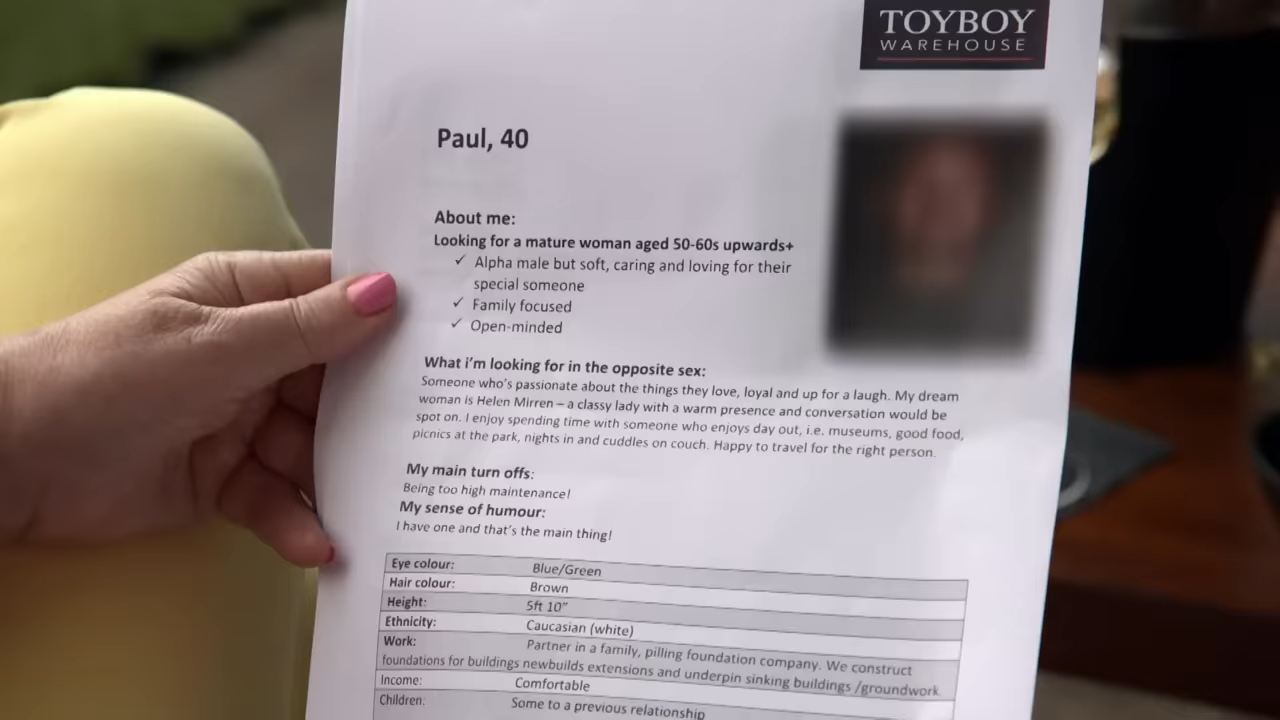 TOYBOY
WAREHOUSE
Paul, 40
About me:
Looking for a mature woman aged 50-60s upwards+
✓ Alpha male but soft, caring and loving for their
special someone
✓ Family focused
✓ Open-minded
What i'm looking for in the opposite sex:
Someone who's passionate about the things they love, loyal and up for a laugh. My dream
woman is Helen Mirren – a classy lady with a warm presence and conversation would be
spot on. I enjoy spending time with someone who enjoys day out, i.e. museums, good food,
picnics at the park, nights in and cuddles on couch. Happy to travel for the right person.
My main turn offs:
Being too high maintenance!
My sense of humour:
I have one and that's the main thing!
Eye colour: Blue/Green
Hair colour: Brown
Height: 5ft 10"
Ethnicity: Caucasian (white)
Work: Partner in a family, pilling foundation company. We construct
foundations for buildings newbuilds extensions and underpin sinking buildings /groundwork
Income: Comfortable
Children: Some to a previous relationship